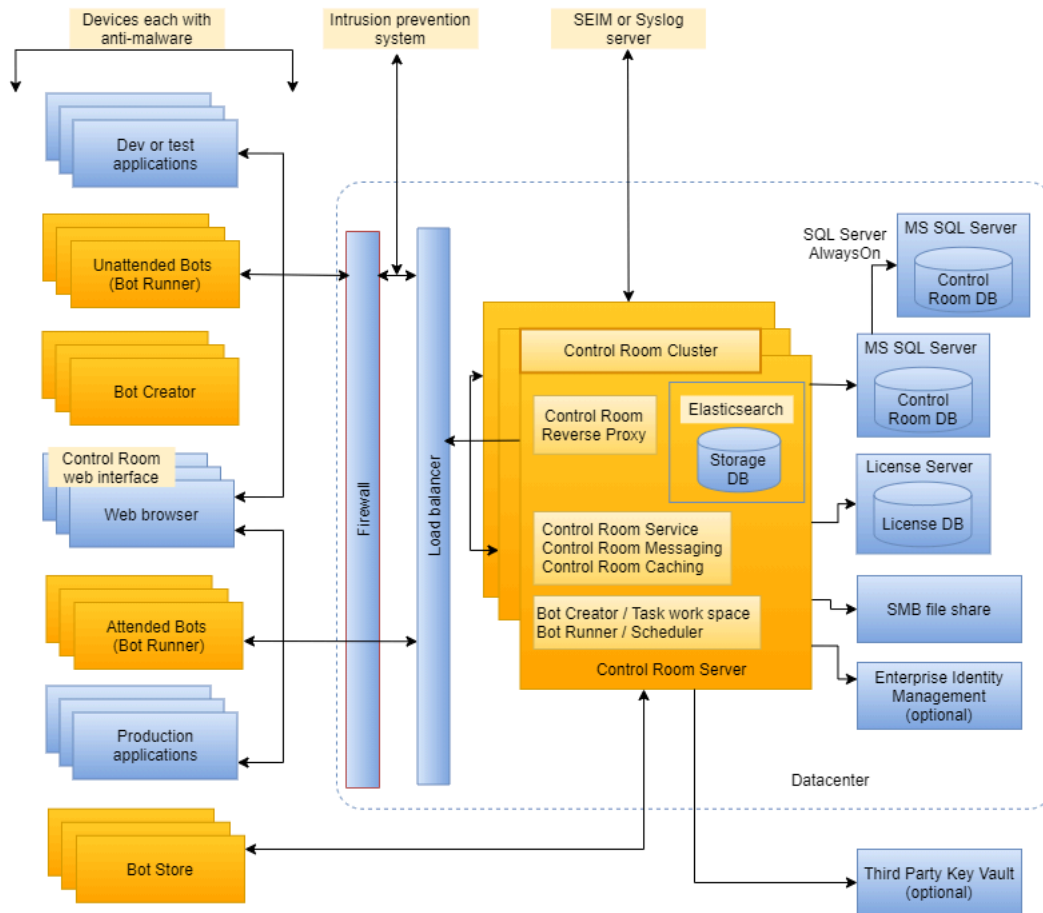 Devices each with
anti-malware
Intrusion prevention
system
SEIM or Syslog
server
Dev or test
applications
Unattended Bots
(Bot Runner)
Bot Creator
Control Room
web interface
Web browser
Attended Bots
(Bot Runner)
Production
applications
Bot Store
Firewall
Load balancer
Control Room Cluster
Control Room
Reverse Proxy
Elasticsearch
Storage
DB
Control Room Service
Control Room Messaging
Control Room Caching
Bot Creator / Task work space
Bot Runner / Scheduler
Control Room Server
SQL Server
AlwaysOn
MS SQL Server
Control
Room DB
MS SQL Server
Control
Room DB
License Server
License DB
SMB file share
Enterprise Identity
Management
(optional)
Datacenter
Third Party Key Vault
(optional)